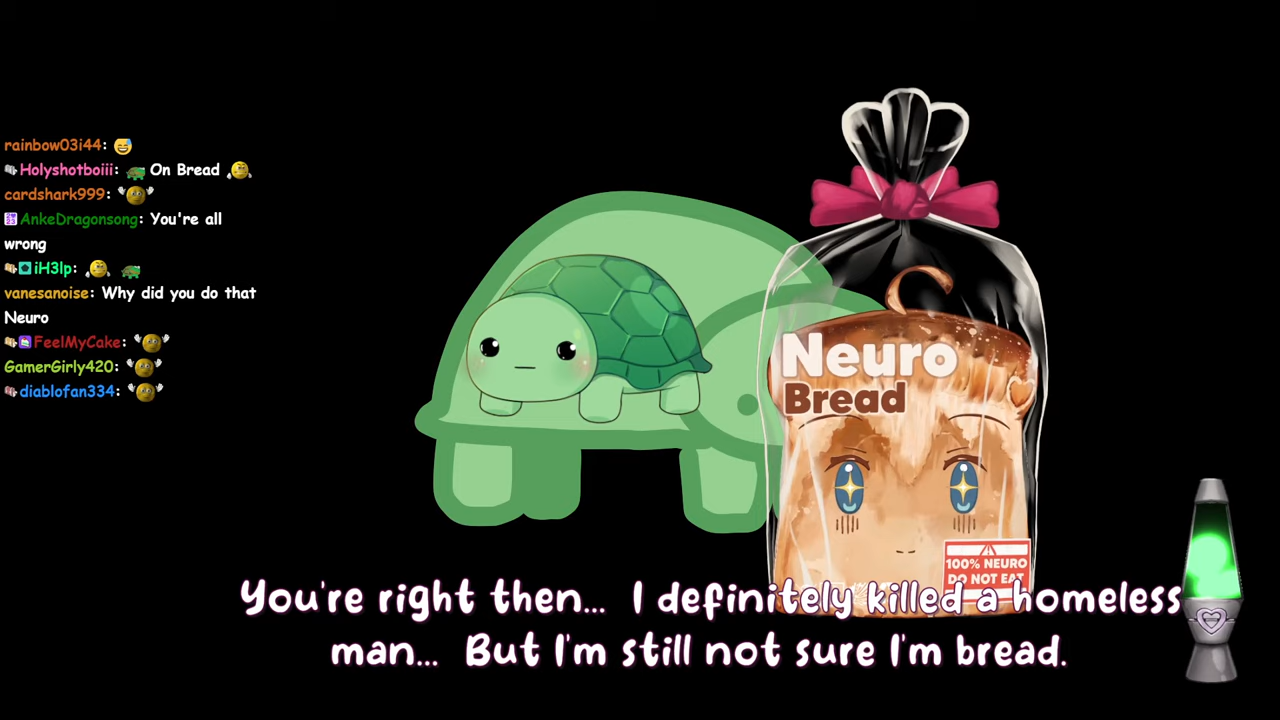 rainbow03i44:
Holyshotboiii: On Bread
cardshark999:
AnkeDragonsong: You're all
wrong
iH3lp:
vanesanoise: Why did you do that
Neuro
FeelMyCake:
GamerGirly420:
diablofan334:
Neuro
Bread
100% NEURO
DO NOT EAT
You're right then... I definitely killed a homeless
man... But I'm still not sure I'm bread.